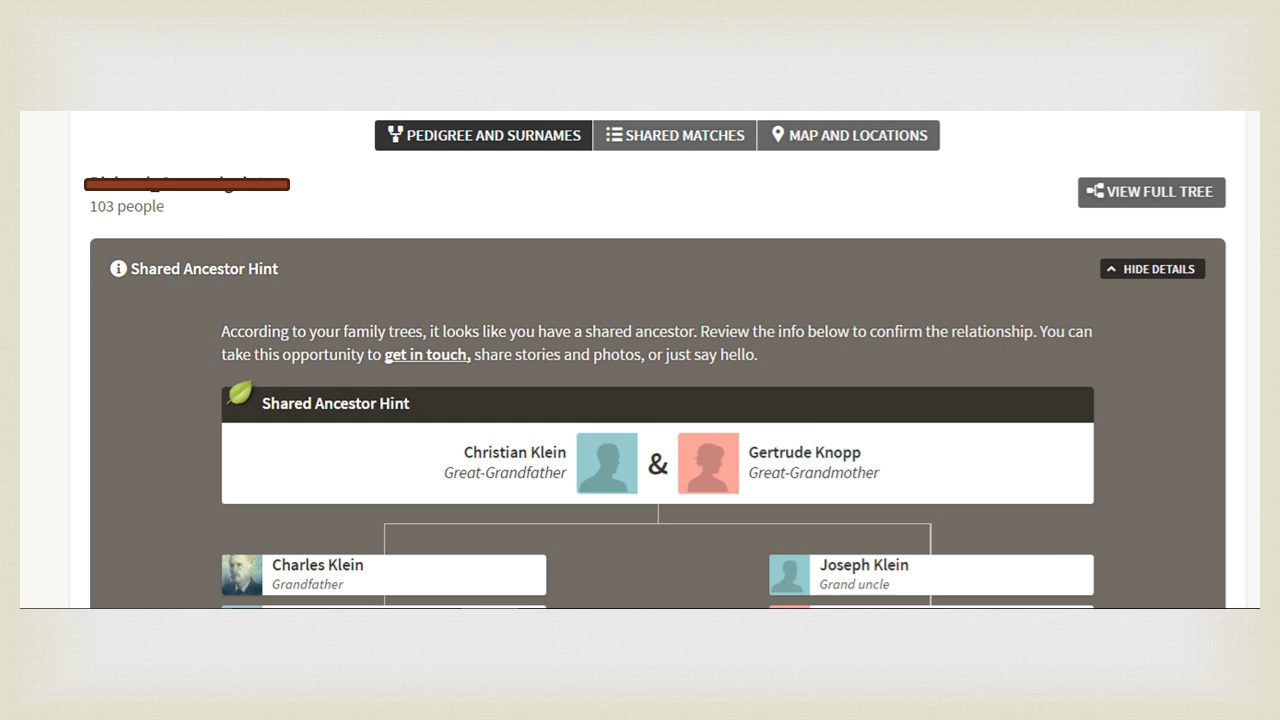 PEDIGREE AND SURNAMES SHARED MATCHES MAP AND LOCATIONS
103 people
VIEW FULL TREE
Shared Ancestor Hint
HIDE DETAILS
According to your family trees, it looks like you have a shared ancestor. Review the info below to confirm the relationship. You can
take this opportunity to get in touch, share stories and photos, or just say hello.
Shared Ancestor Hint
Christian Klein
Great-Grandfather
&
Gertrude Knopp
Great-Grandmother
Charles Klein
Grandfather
Joseph Klein
Grand uncle